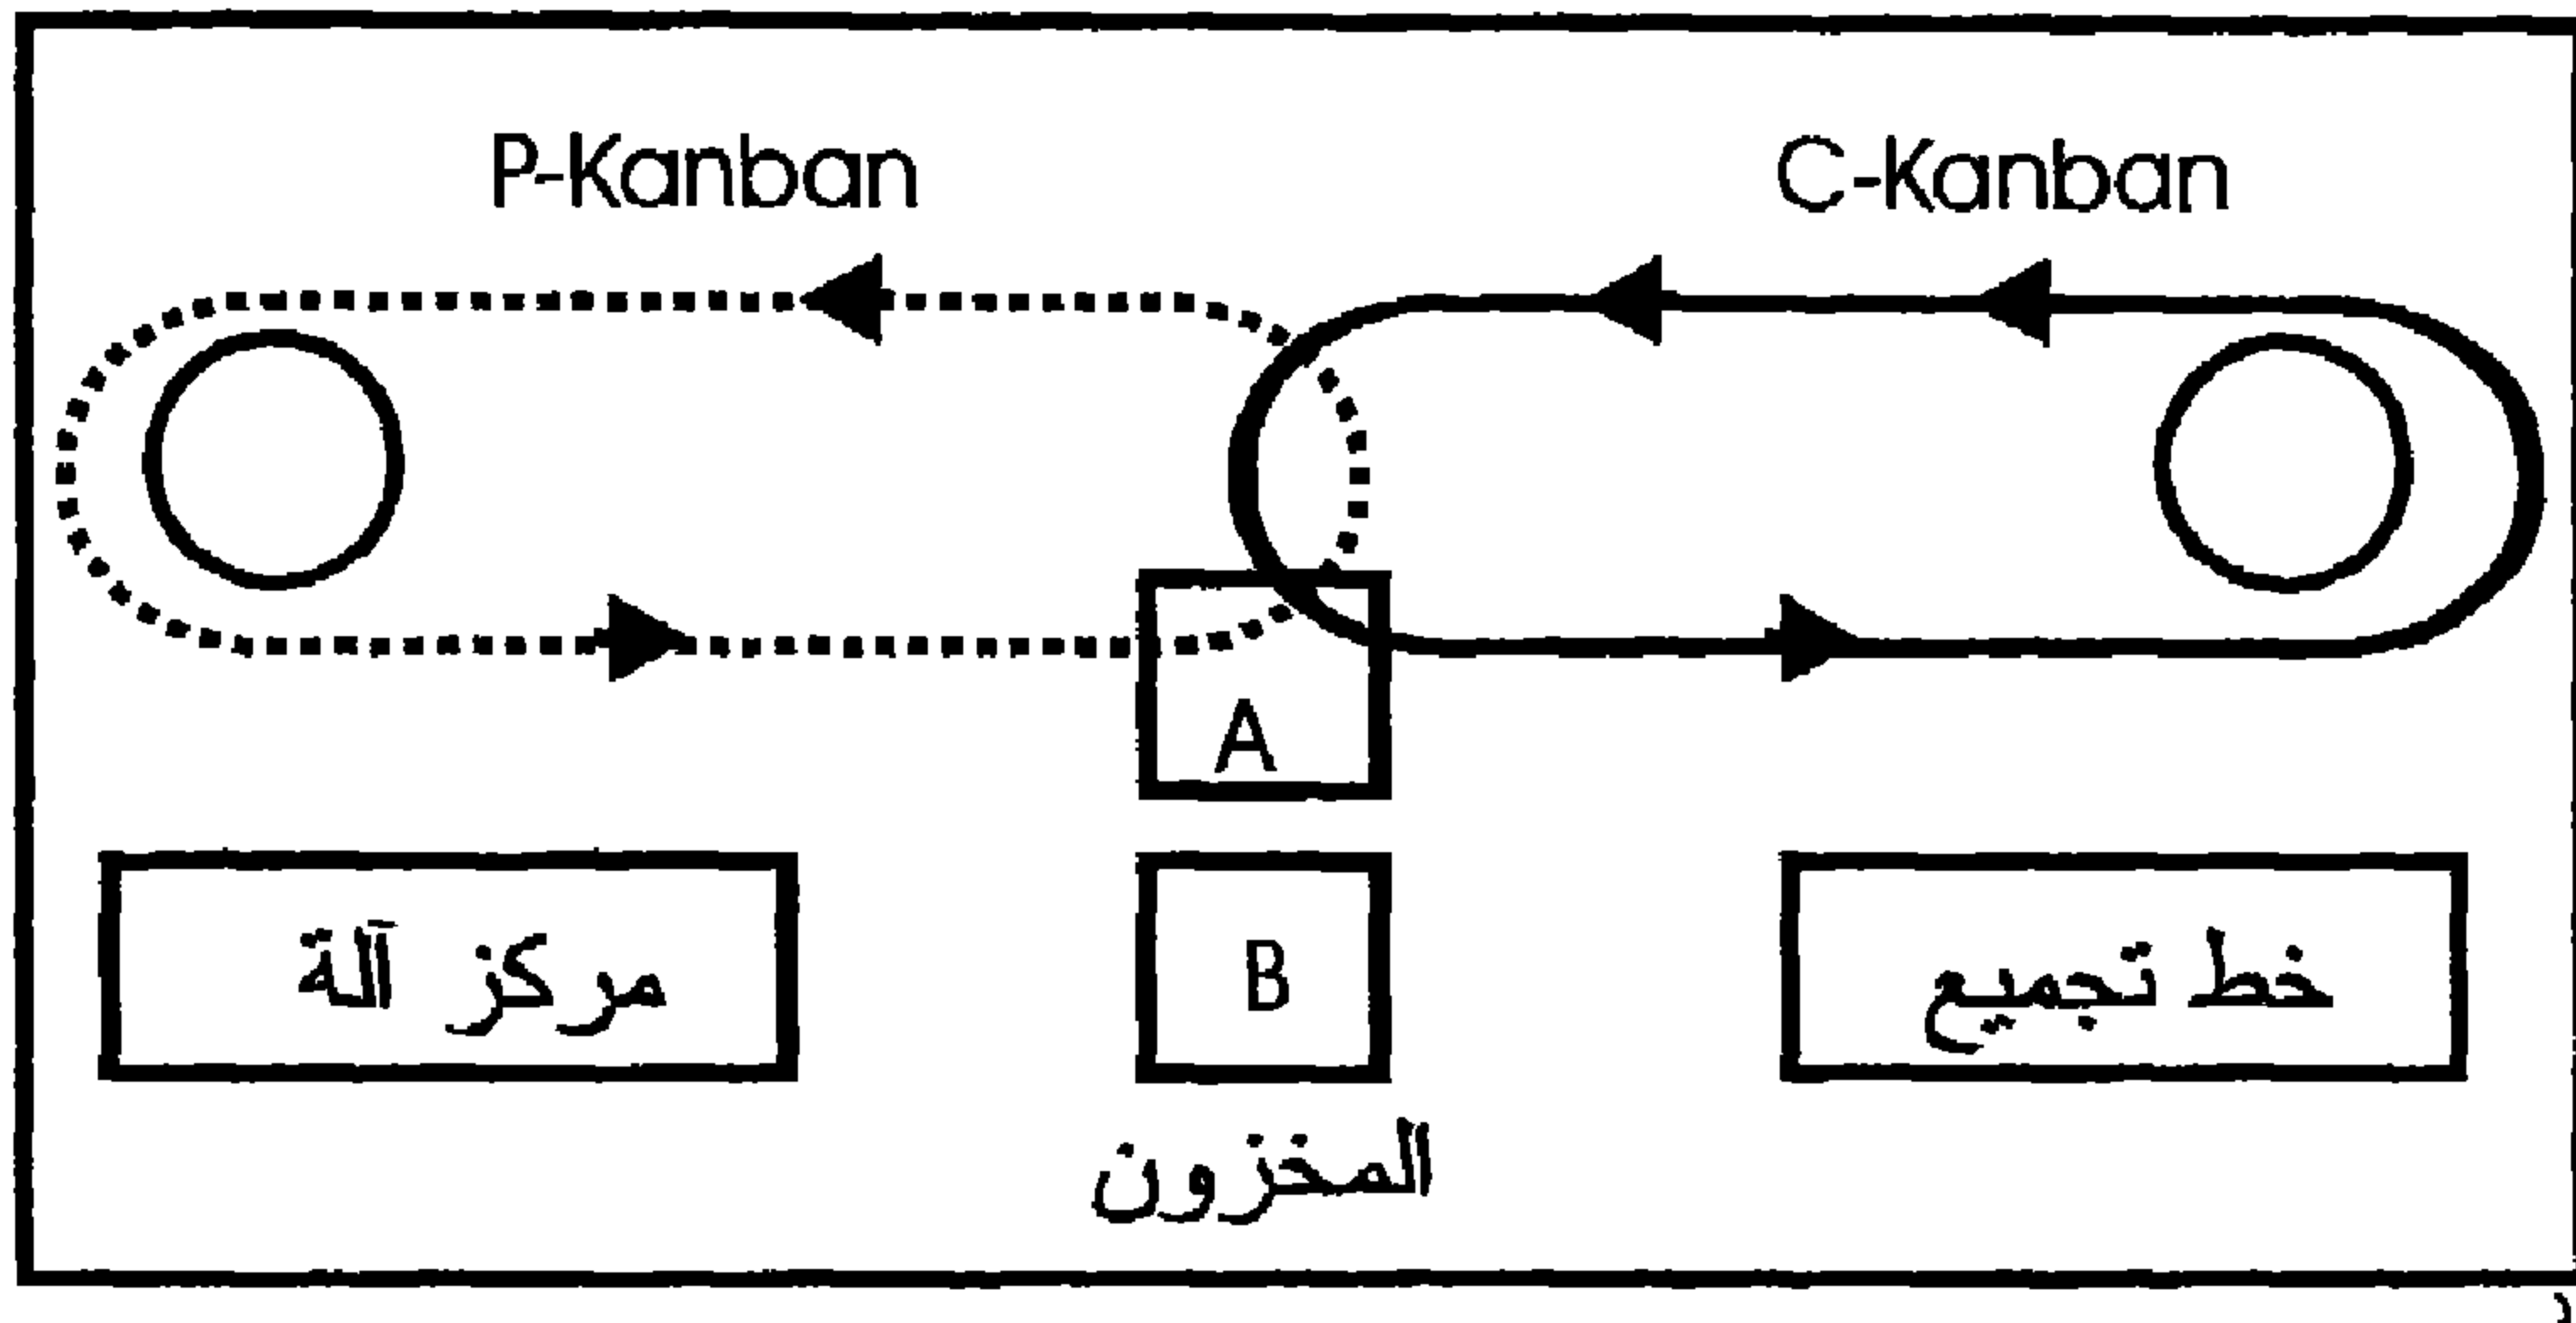 P-Kanban
C-Kanban
A
مركز آلة
B
خط تجميع
المخزون